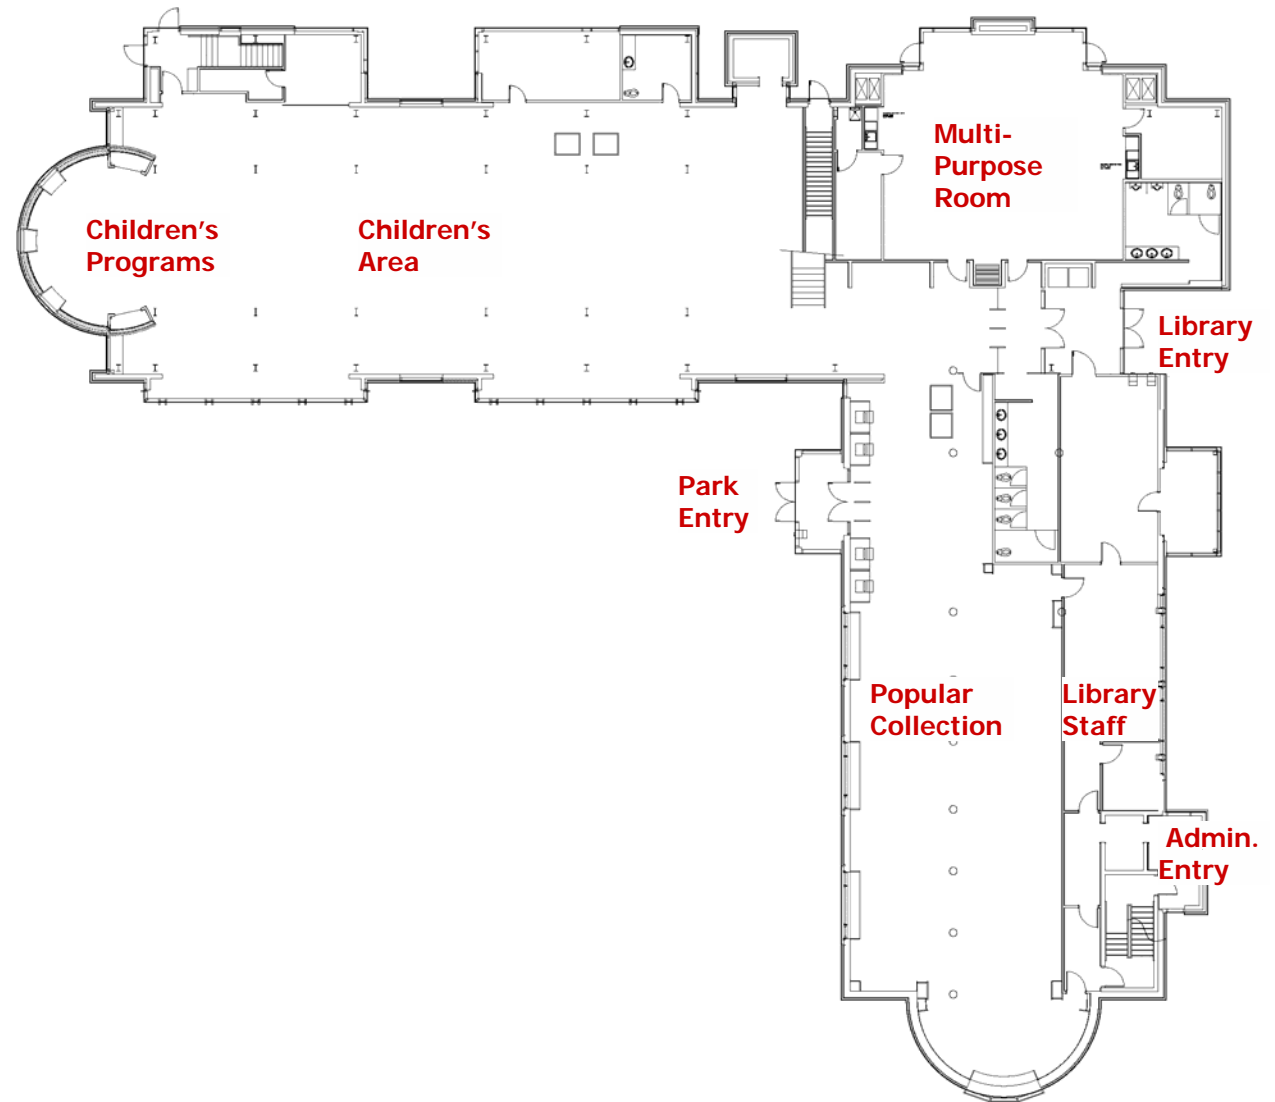 Multi-
Purpose
Room
Children's
Programs
Children's
Area
Library
Entry
Park
Entry
Popular
Collection
Library
Staff
Admin.
Entry